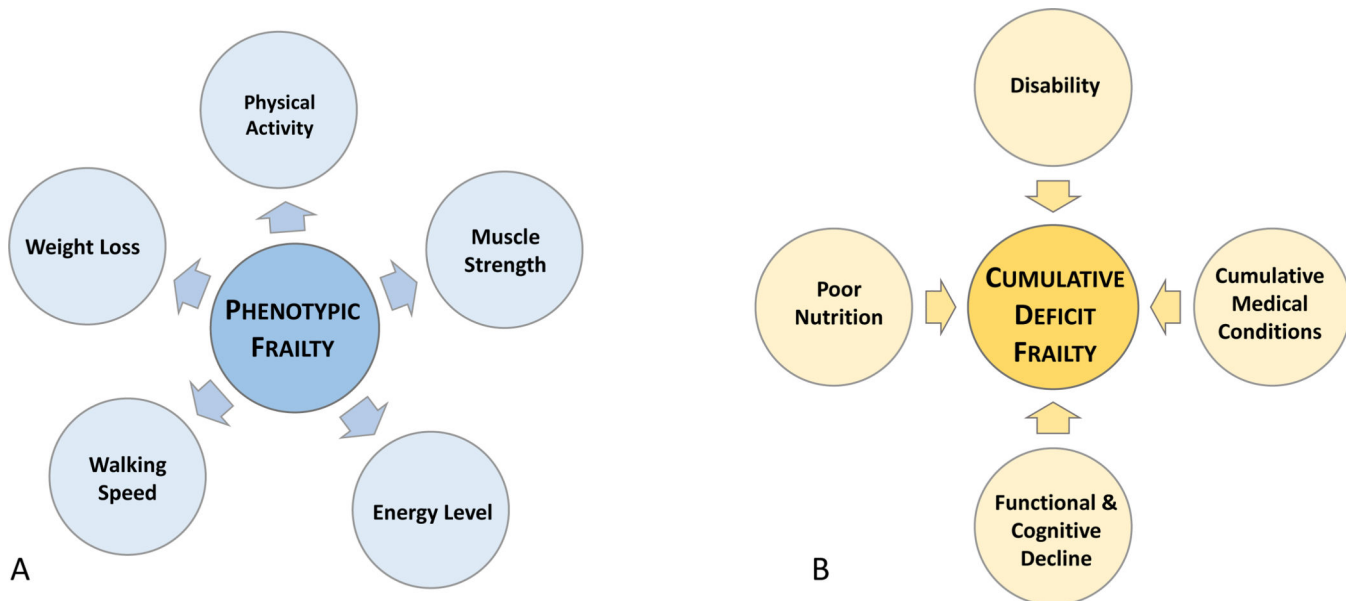 Physical
Activity
Weight Loss
Muscle
Strength
PHENOTYPIC
FRAILTY
Walking
Speed
Energy Level
A
Disability
Poor
Nutrition
CUMULATIVE
DEFICIT
FRAILTY
Cumulative
Medical
Conditions
Functional &
Cognitive
Decline
B